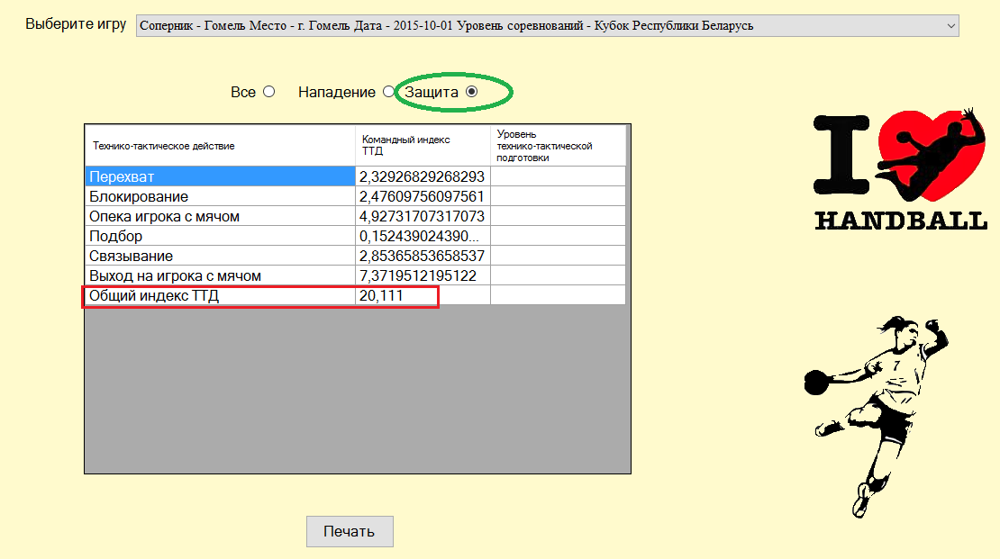 Выберите игру Соперник - Гомель Место - г. Гомель Дата - 2015-10-01 Уровень соревнований - Кубок Республики Беларусь
Все Нападение Защита
Технико-тактическое действие Командный индекс ТТД Уровень технико-тактической подготовки
Перехват 2,32926829268293
Блокирование 2,47609756097561
Опека игрока с мячом 4,92731707317073
Подбор 0,152439024390...
Связывание 2,85365853658537
Выход на игрока с мячом 7,3719512195122
Общий индекс ТТД 20,111
I
HANDBALL
7
Печать